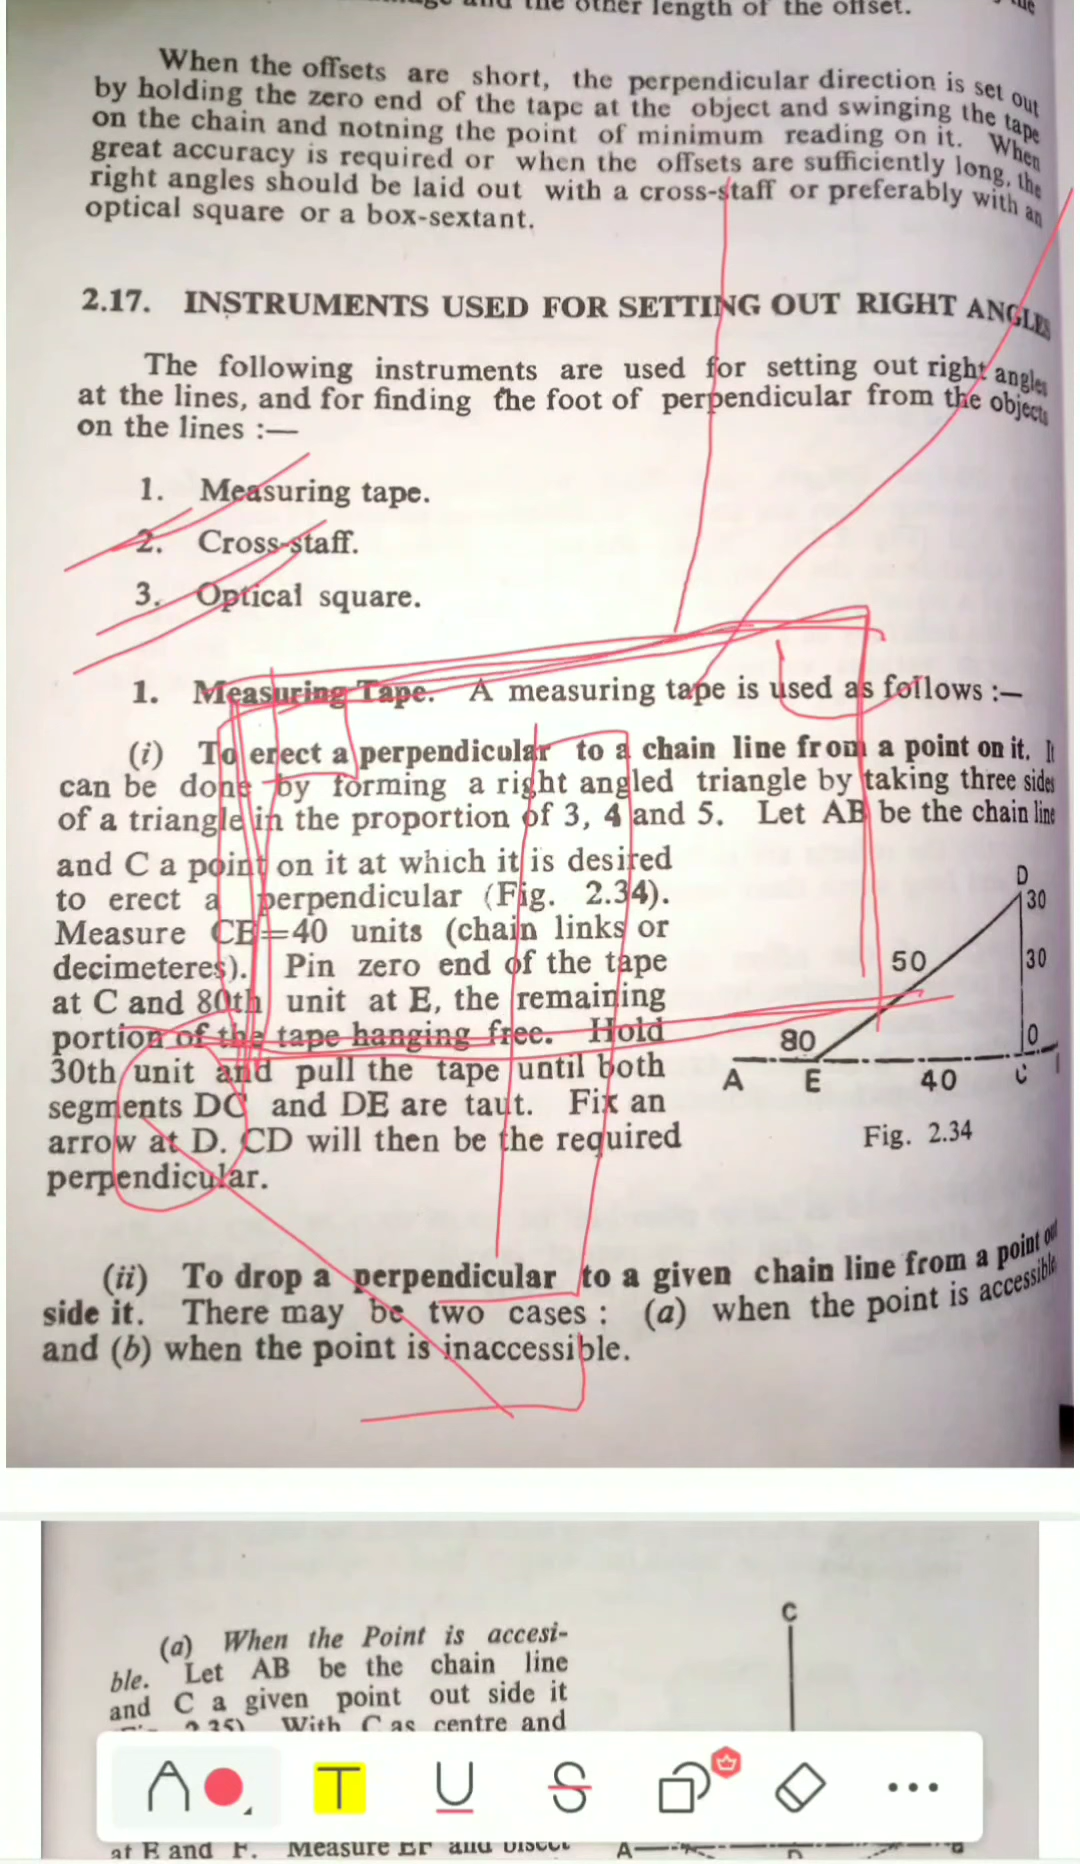 and the other length of the offset.
When the offsets are short, the perpendicular direction is set out
by holding the zero end of the tape at the object and swinging the tape
on the chain and notning the point of minimum reading on it. When
great accuracy is required or when the offsets are sufficiently long, the
right angles should be laid out with a cross-staff or preferably with an
optical square or a box-sextant.
2.17. INSTRUMENTS USED FOR SETTING OUT RIGHT ANGLES
The following instruments are used for setting out right angles
at the lines, and for finding the foot of perpendicular from the objects
on the lines :—
1. Measuring tape.
2. Cross-staff.
3. Optical square.
1. Measuring Tape. A measuring tape is used as follows :—
(i) To erect a perpendicular to a chain line from a point on it. It
can be done by forming a right angled triangle by taking three sides
of a triangle in the proportion of 3, 4 and 5. Let AB be the chain line
and C a point on it at which it is desired
to erect a perpendicular (Fig. 2.34).
Measure CE=40 units (chain links or
decimeteres). Pin zero end of the tape
at C and 80th unit at E, the remaining
portion of the tape hanging free. Hold
30th unit and pull the tape until both
segments DC and DE are taut. Fix an
arrow at D. CD will then be the required
perpendicular.
D
30
50
30
80
0
A
E
40
C
Fig. 2.34
(ii) To drop a perpendicular to a given chain line from a point out
side it. There may be two cases : (a) when the point is accessible
and (b) when the point is inaccessible.
(a) When the Point is accesi-
ble. Let AB be the chain line
and C a given point out side it
2.35) With C as centre and
C
at E and F. Measure EF and bisect
A
D
B